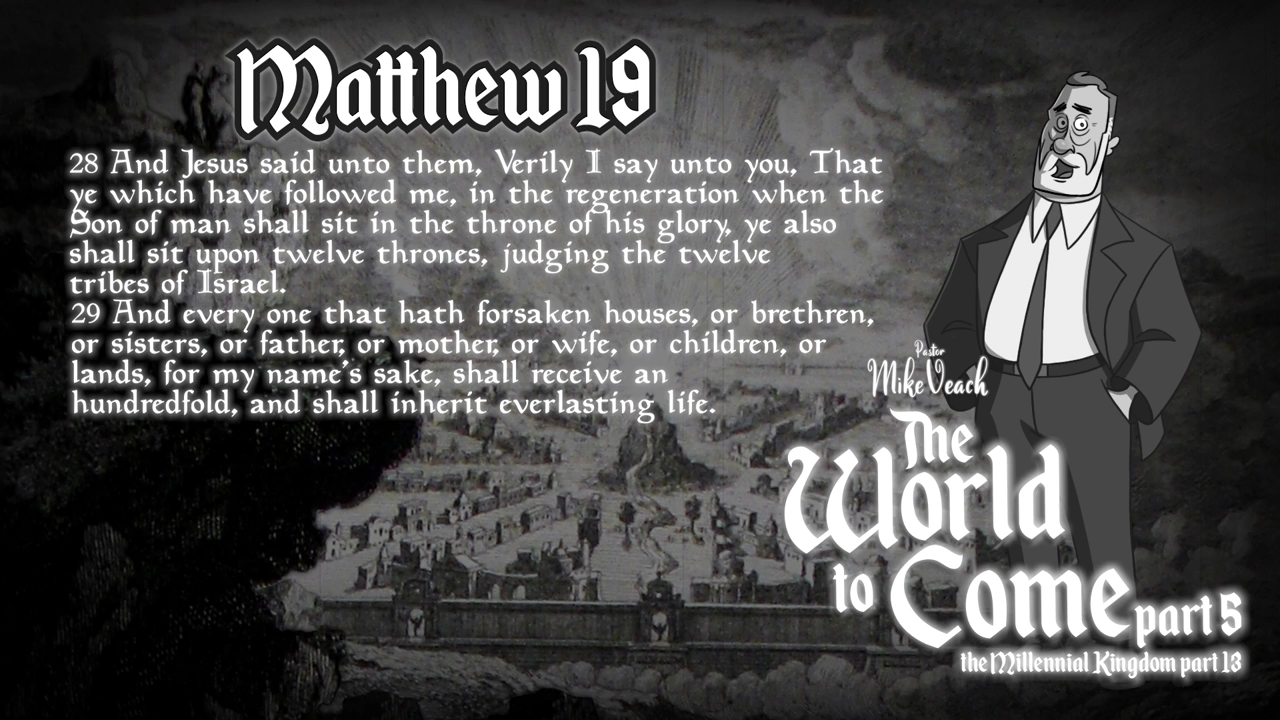 Matthew 19
28 And Jesus said unto them, Verily I say unto you, That
ye which have followed me, in the regeneration when the
Son of man shall sit in the throne of his glory, ye also
shall sit upon twelve thrones, judging the twelve
tribes of Israel.
29 And every one that hath forsaken houses, or brethren,
or sisters, or father, or mother, or wife, or children, or
lands, for my name's sake, shall receive an
hundredfold, and shall inherit everlasting life.
Pastor
Mike Veach
The
World
to Come part 5
the Millennial Kingdom part 13